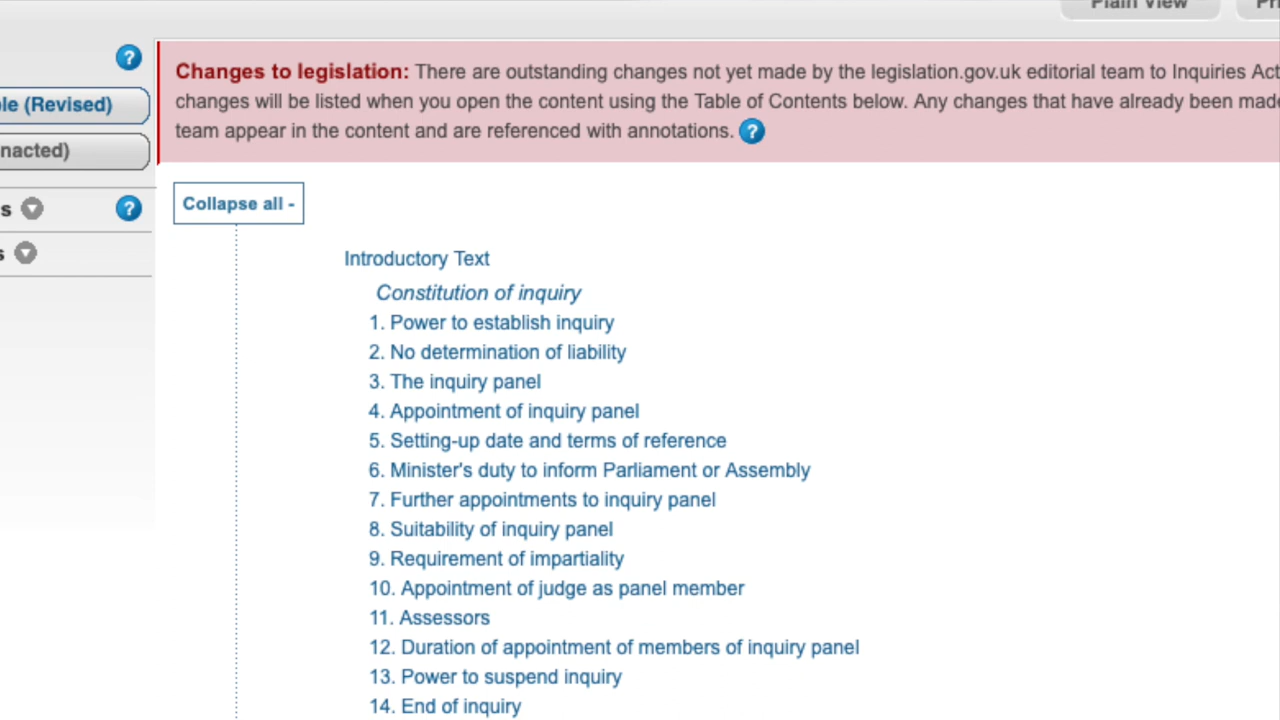 Plain View
Changes to legislation: There are outstanding changes not yet made by the legislation.gov.uk editorial team to Inquiries Act
changes will be listed when you open the content using the Table of Contents below. Any changes that have already been made
team appear in the content and are referenced with annotations. ?
?
(Revised)
?
Collapse all -
Introductory Text
Constitution of inquiry
1. Power to establish inquiry
2. No determination of liability
3. The inquiry panel
4. Appointment of inquiry panel
5. Setting-up date and terms of reference
6. Minister's duty to inform Parliament or Assembly
7. Further appointments to inquiry panel
8. Suitability of inquiry panel
9. Requirement of impartiality
10. Appointment of judge as panel member
11. Assessors
12. Duration of appointment of members of inquiry panel
13. Power to suspend inquiry
14. End of inquiry